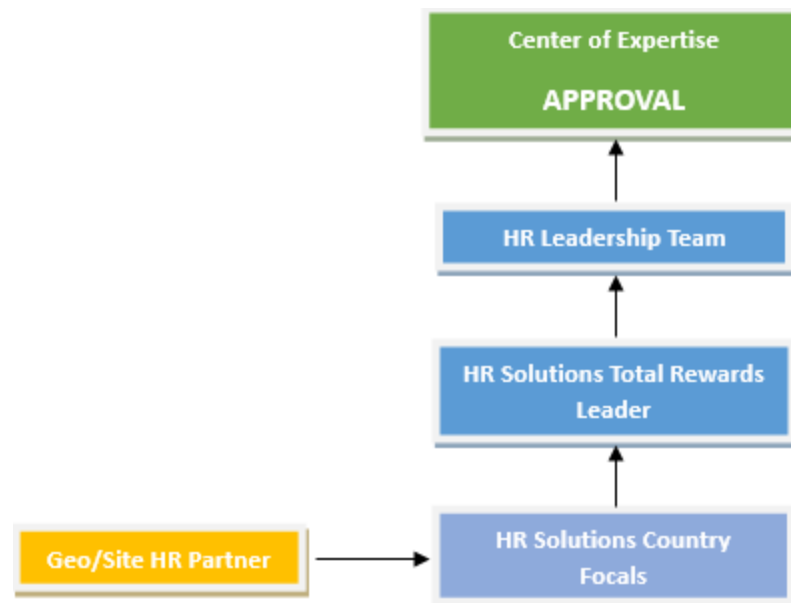 Center of Expertise
APPROVAL
HR Leadership Team
HR Solutions Total Rewards
Leader
Geo/Site HR Partner
HR Solutions Country
Focals